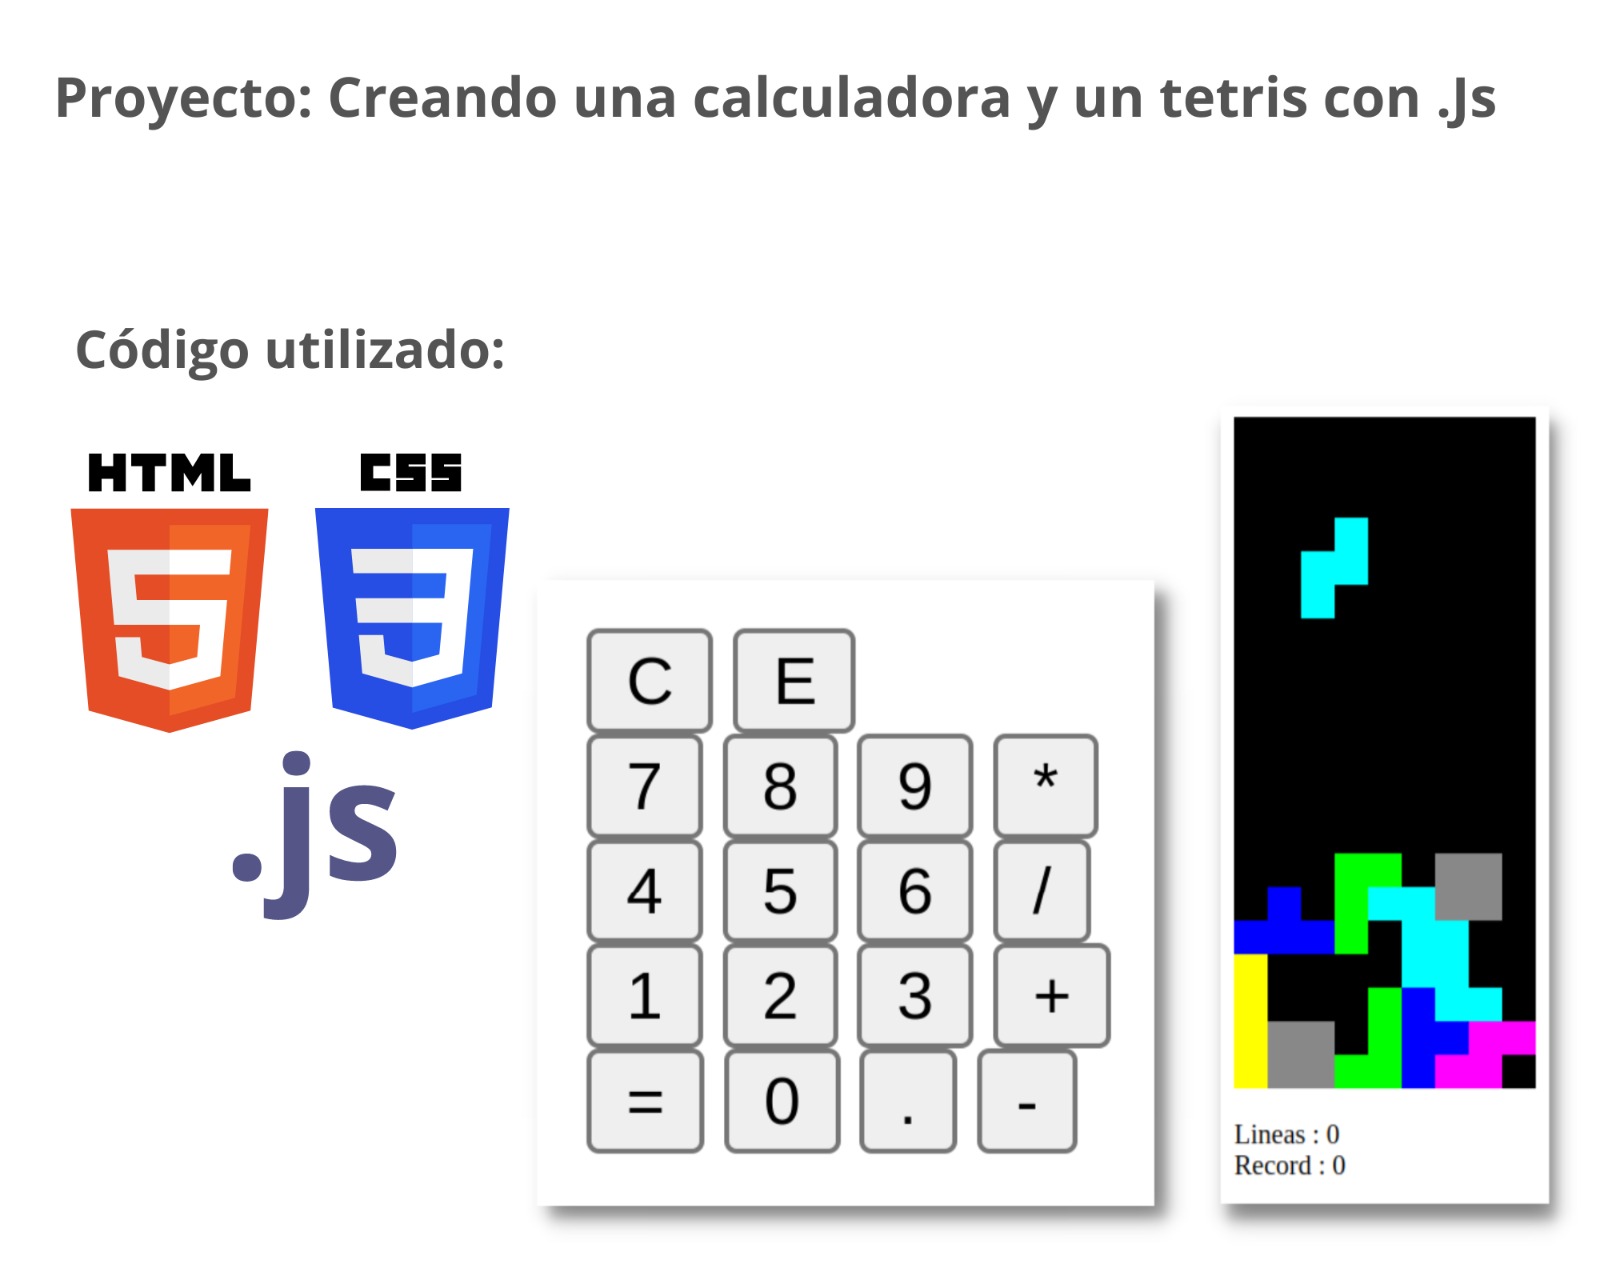 Proyecto: Creando una calculadora y un tetris con .Js
Código utilizado:
HTML CSS
5 3
.js
C E
7 8 9 *
4 5 6 /
1 2 3 +
= 0 . -
Lineas : 0
Record : 0